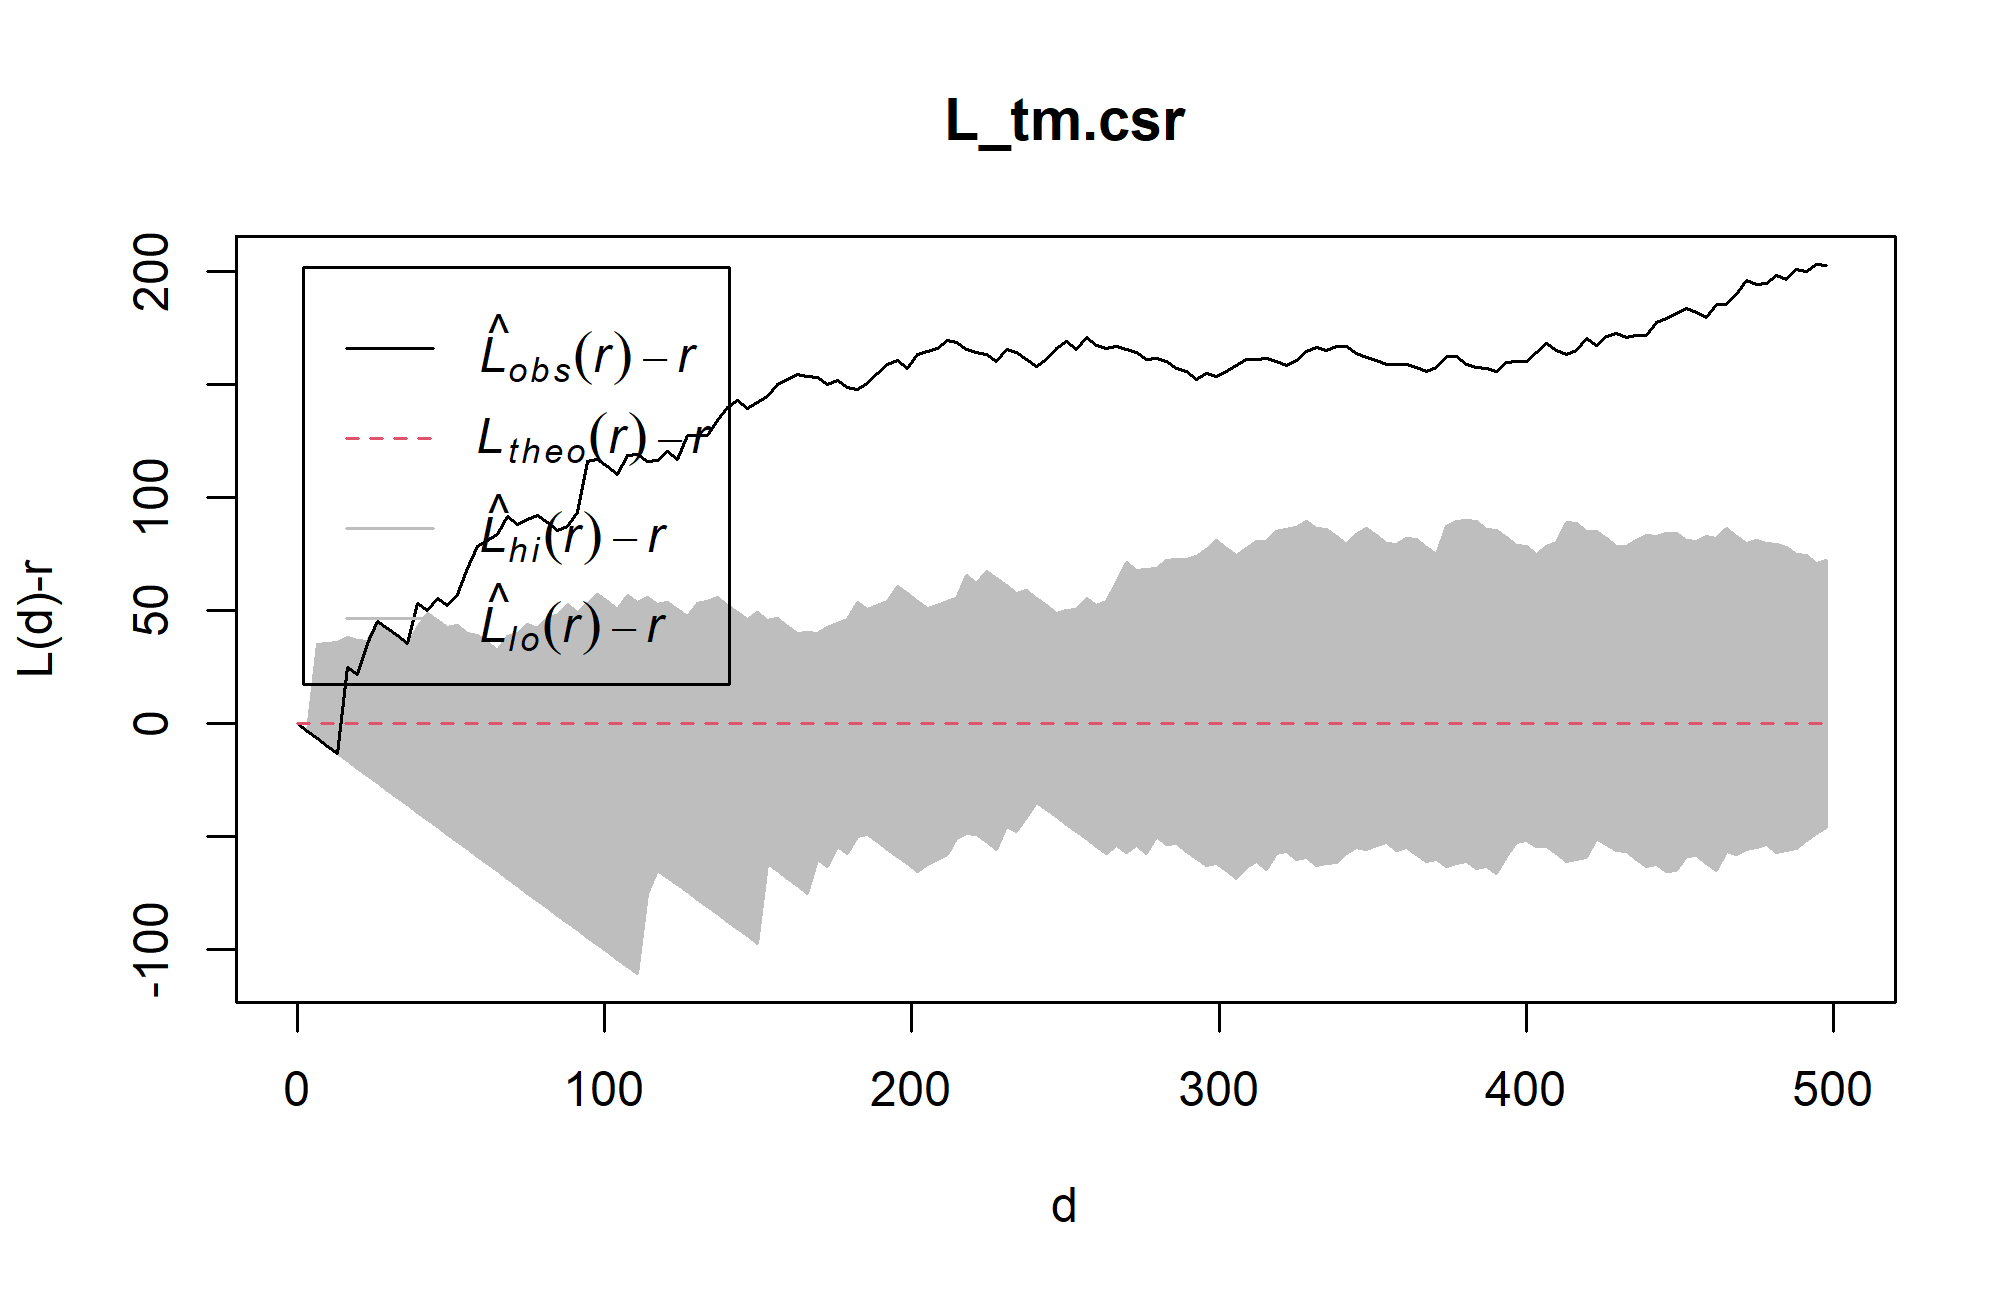 L_tm.csr
L(d)-r
200
100
50
0
-100
L̂obs(r) − r
Ltheo(r) − r
L̂hi(r) − r
L̂lo(r) − r
0 100 200 300 400 500
d